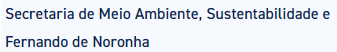 Secretaria de Meio Ambiente, Sustentabilidade e
Fernando de Noronha